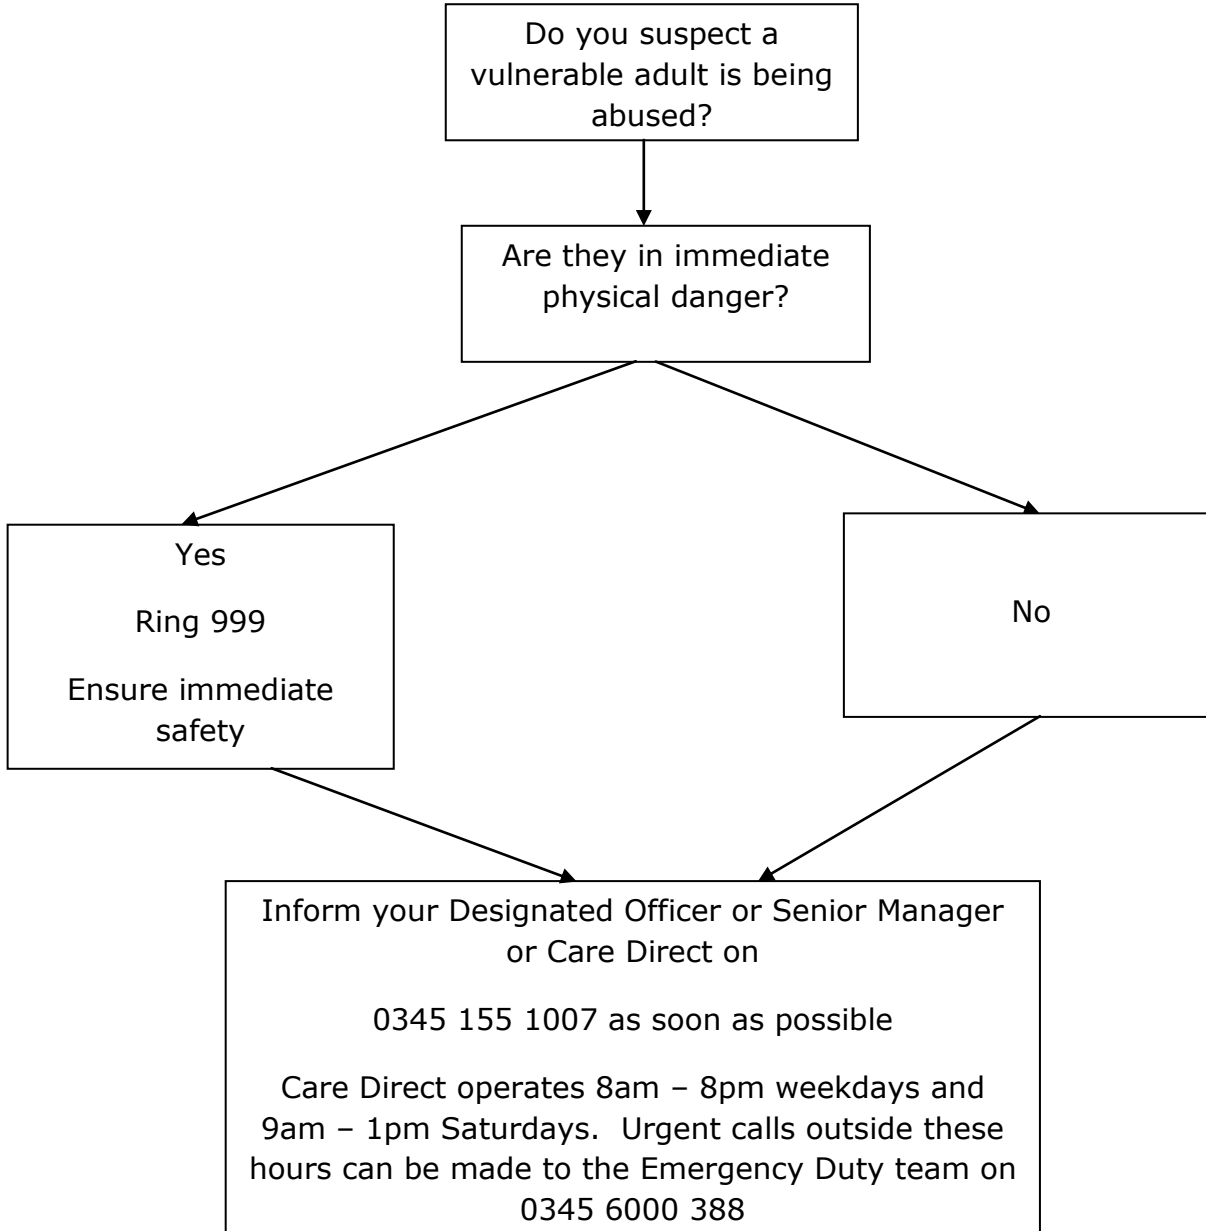 Do you suspect a
vulnerable adult is being
abused?
Are they in immediate
physical danger?
Yes
Ring 999
Ensure immediate
safety
No
Inform your Designated Officer or Senior Manager
or Care Direct on
0345 155 1007 as soon as possible
Care Direct operates 8am – 8pm weekdays and
9am – 1pm Saturdays.  Urgent calls outside these
hours can be made to the Emergency Duty team on
0345 6000 388